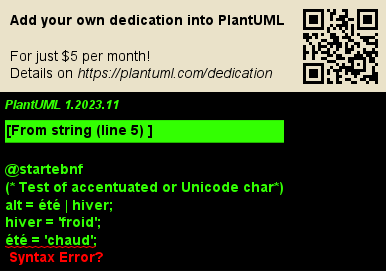 Add your own dedication into PlantUML
For just $5 per month!
Details on https://plantuml.com/dedication
PlantUML 1.2023.11
[From string (line 5) ]
@startebnf
(* Test of accentuated or Unicode char*)
alt = été | hiver;
hiver = 'froid';
été = 'chaud';
Syntax Error?